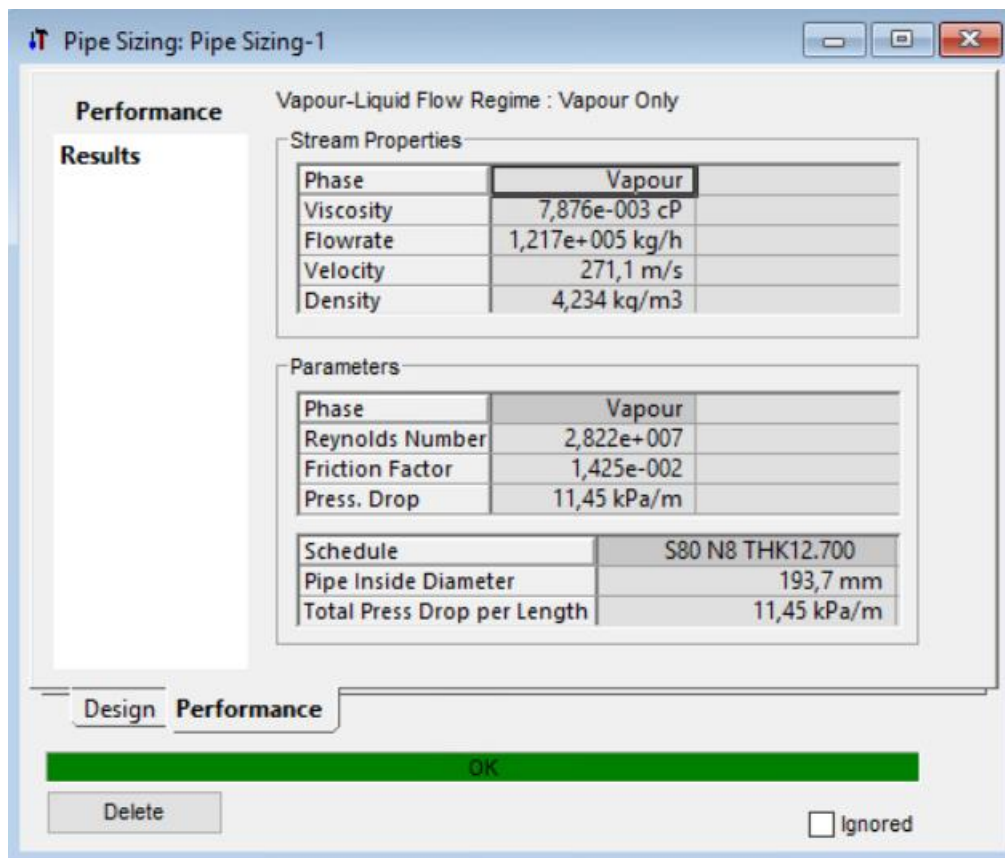 Pipe Sizing: Pipe Sizing-1
Performance
Results
Vapour-Liquid Flow Regime : Vapour Only
Stream Properties
Phase Vapour
Viscosity 7,876e-003 cP
Flowrate 1,217e+005 kg/h
Velocity 271,1 m/s
Density 4,234 kg/m3
Parameters
Phase Vapour
Reynolds Number 2,822e+007
Friction Factor 1,425e-002
Press. Drop 11,45 kPa/m
Schedule S80 N8 THK12.700
Pipe Inside Diameter 193,7 mm
Total Press Drop per Length 11,45 kPa/m
Design Performance
OK
Delete
Ignored